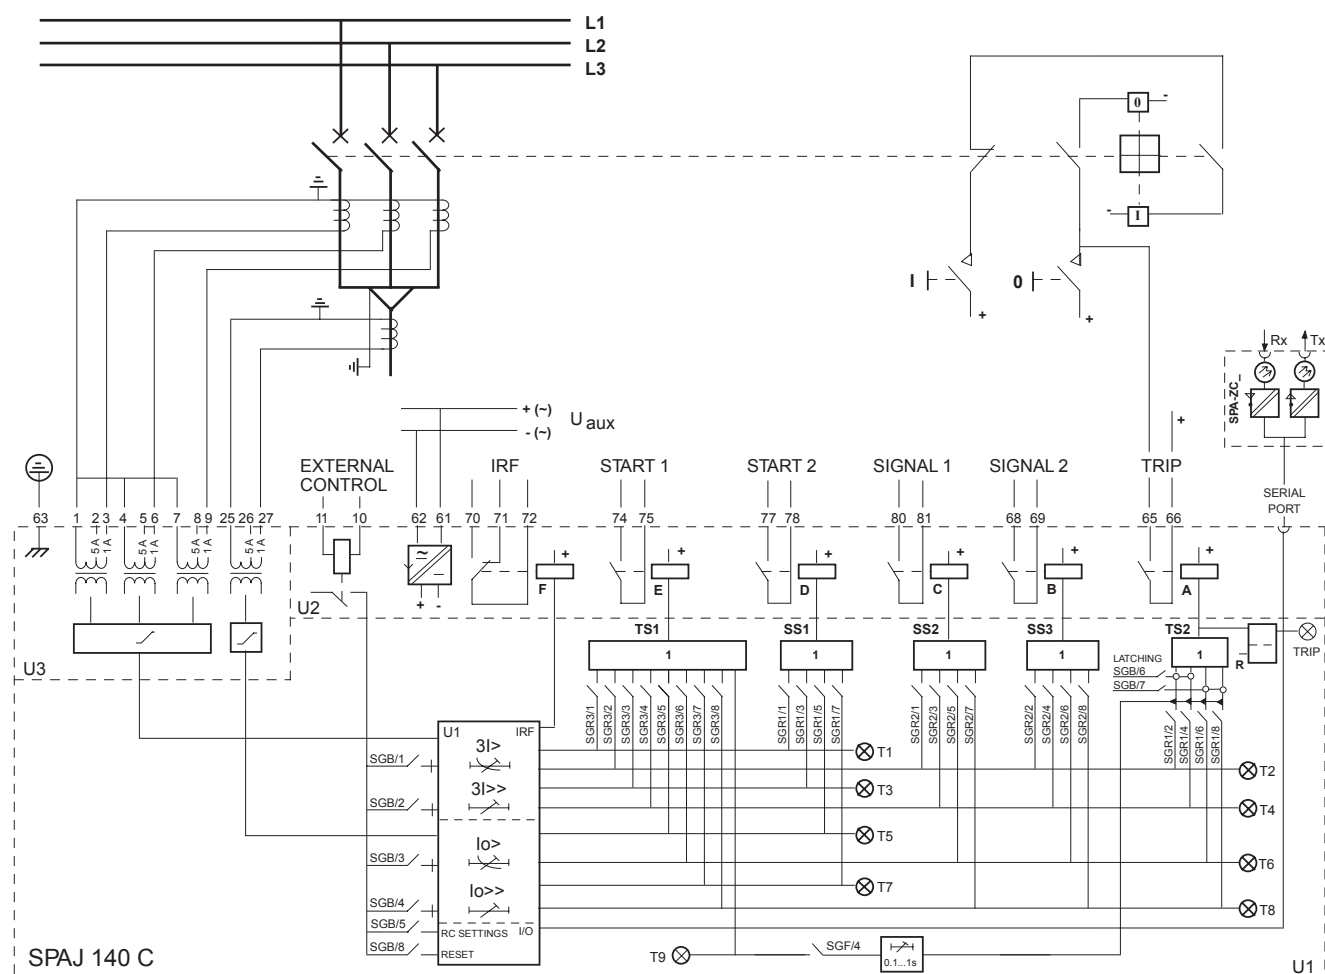 L1
L2
L3
0
-
-
I
I
0
+
+
Rx
Tx
SPA-ZC_
+ (~)
- (~)
U aux
+
EXTERNAL
CONTROL
IRF
START 1
START 2
SIGNAL 1
SIGNAL 2
TRIP
SERIAL
PORT
63
1
2
3
4
5
6
7
8
9
25
26
27
11
10
62
61
70
71
72
74
75
77
78
80
81
68
69
65
66
5 A
1 A
5 A
1 A
5 A
1 A
5 A
1 A
+
+
+
+
+
+
F
E
D
C
B
A
+ -
U2
U3
TS1
SS1
SS2
SS3
TS2
1
1
1
1
1
R
TRIP
LATCHING
SGB/6
SGB/7
SGR3/1
SGR3/2
SGR3/3
SGR3/4
SGR3/5
SGR3/6
SGR3/7
SGR3/8
SGR1/1
SGR1/3
SGR1/5
SGR1/7
SGR2/1
SGR2/3
SGR2/5
SGR2/7
SGR2/2
SGR2/4
SGR2/6
SGR2/8
SGR1/2
SGR1/4
SGR1/6
SGR1/8
U1
IRF
3I>
3I>>
Io>
Io>>
RC SETTINGS
I/O
RESET
SGB/1
SGB/2
SGB/3
SGB/4
SGB/5
SGB/8
T1
T2
T3
T4
T5
T6
T7
T8
T9
SGF/4
0.1...1s
SPAJ 140 C
U1